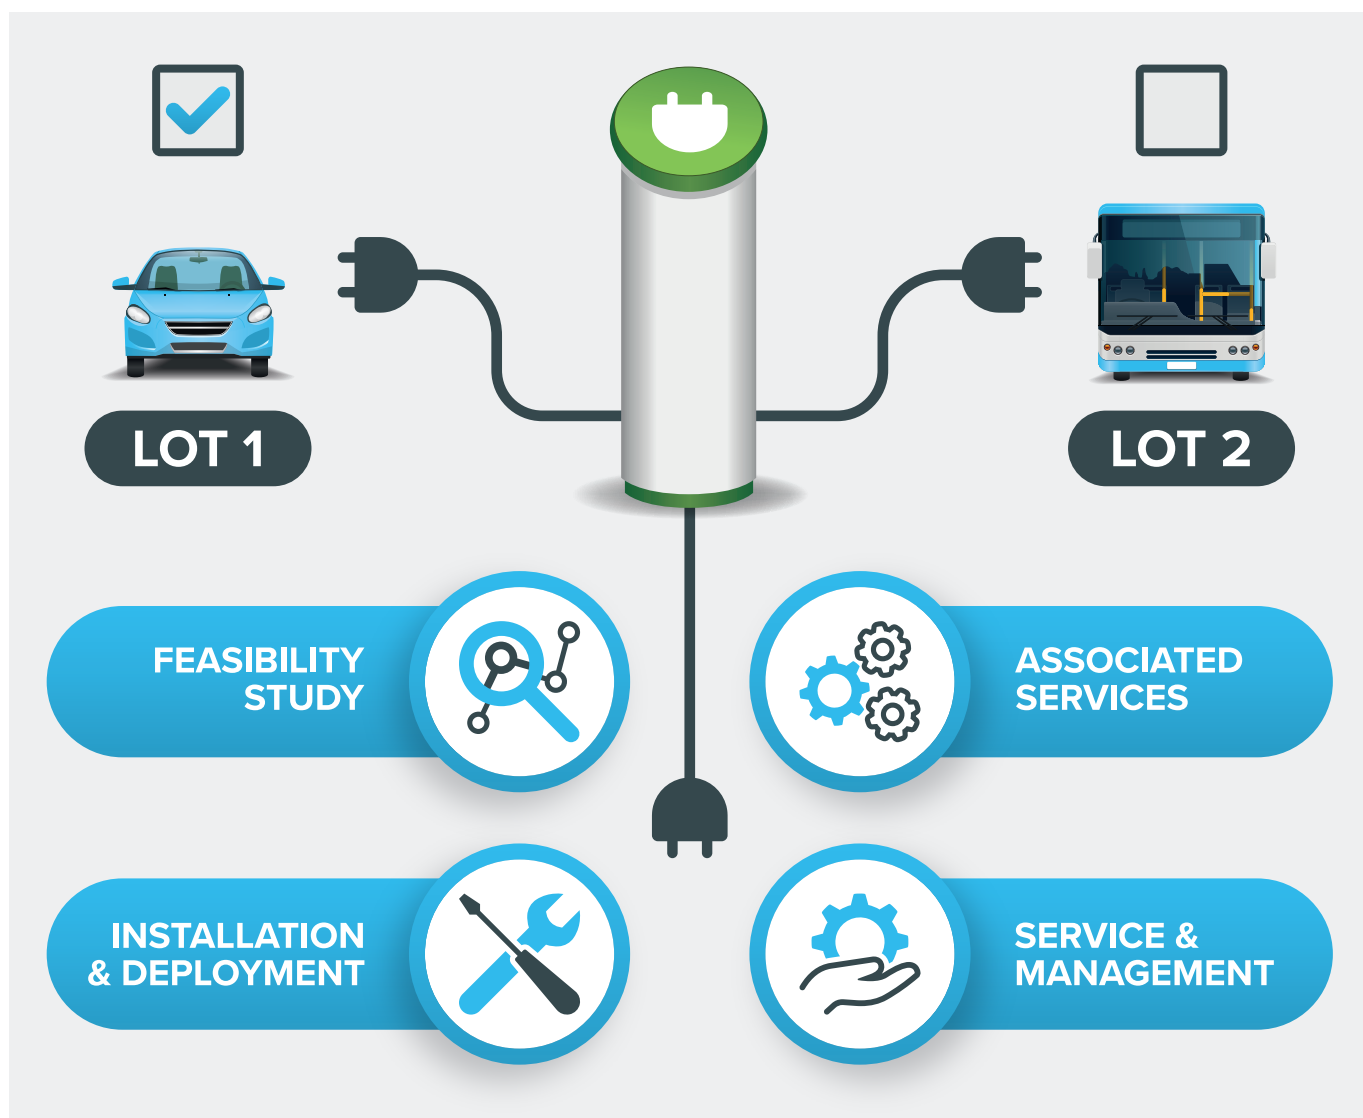 LOT 1
LOT 2
FEASIBILITY
STUDY
ASSOCIATED
SERVICES
INSTALLATION
& DEPLOYMENT
SERVICE &
MANAGEMENT